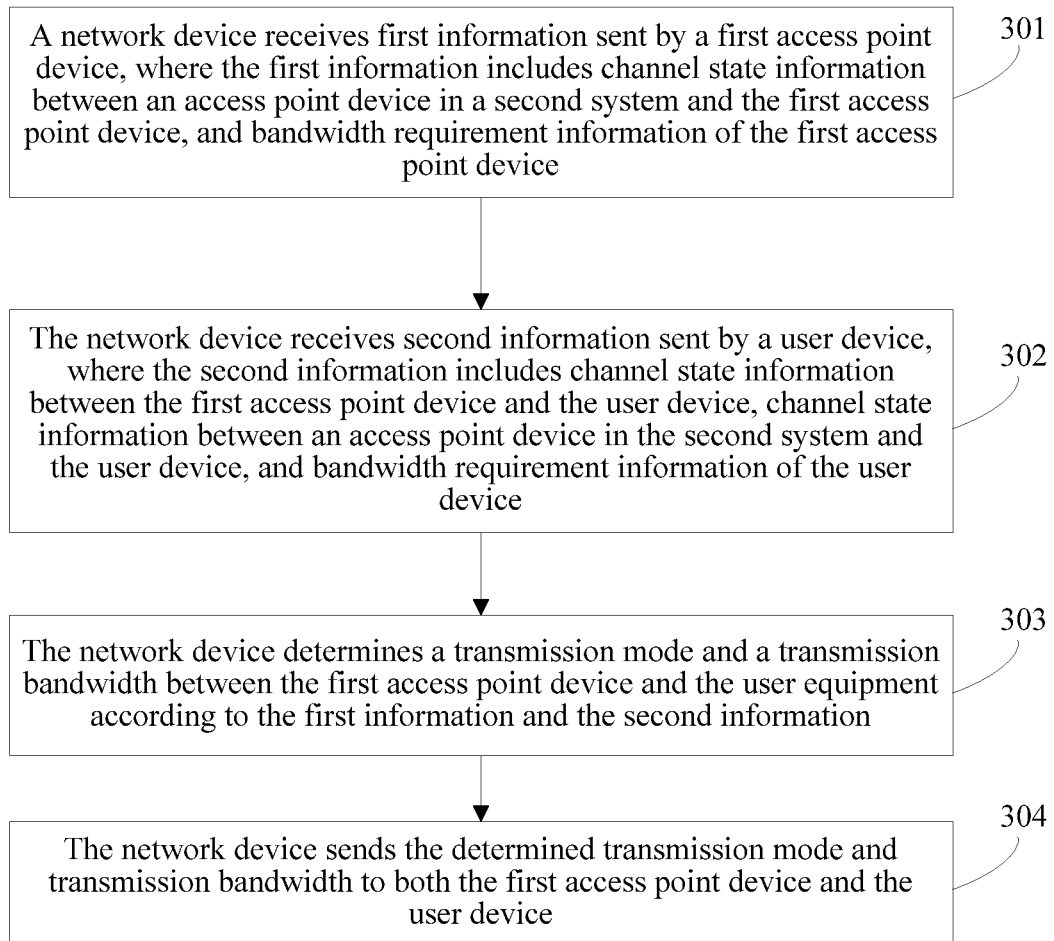 A network device receives first information sent by a first access point
device, where the first information includes channel state information
between an access point device in a second system and the first access
point device, and bandwidth requirement information of the first access
point device
301
The network device receives second information sent by a user device,
where the second information includes channel state information
between the first access point device and the user device, channel state
information between an access point device in the second system and
the user device, and bandwidth requirement information of the user
device
302
The network device determines a transmission mode and a transmission
bandwidth between the first access point device and the user equipment
according to the first information and the second information
303
The network device sends the determined transmission mode and
transmission bandwidth to both the first access point device and the
user device
304